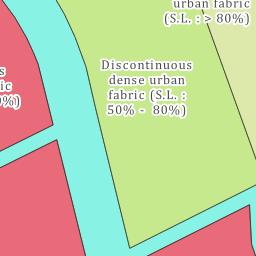 urban fabric
(S.L. : > 80%)
Discontinuous
dense urban
fabric (S.L. :
50% -  80%)